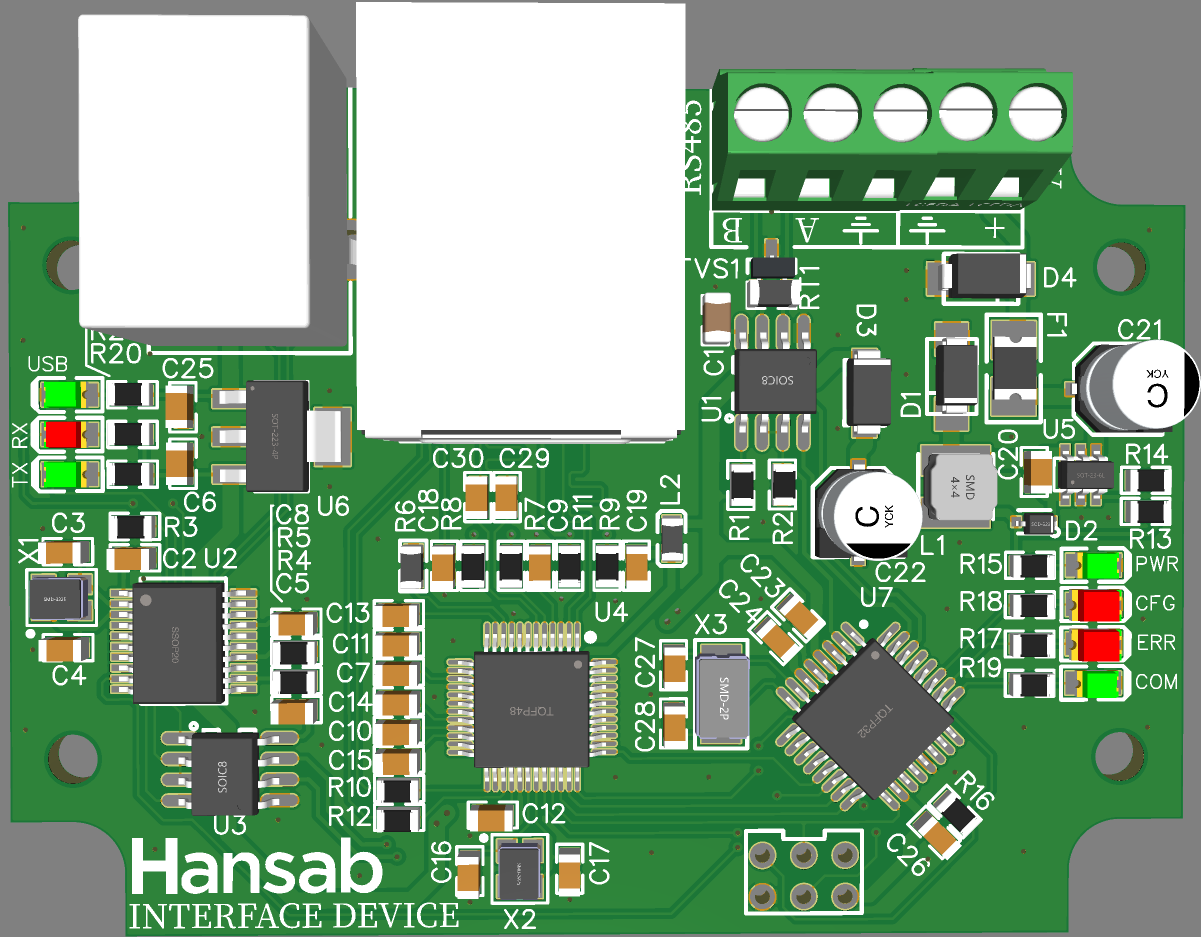 RS485
B A +
TVS1
RT1
D4
D3
F1
C21
C
YCK
R20
USB
C25
C1
SOIC8
U1
D1
SOT-223-4P
RX
TX
C6
U6
C30 C29
L2
R6
C18
R8
R7
C9
R11
R9
C19
R1
R2
C
YCK
SMD
4×4
C20
U5
R14
R13
D2
L1
C22
C3
X1
R3
C2 U2
C8
R5
R4
C5
R15
PWR
R18
CFG
R17
ERR
R19
COM
C4
SSOP20
C13
C11
C7
C14
C10
C15
R10
R12
U4
TQFP48
C27
C28
X3
SMD-2P
C23
C24
U7
TQFP32
SOIC8
U3
C12
C16
C17
X2
R16
C26
Hansab
INTERFACE DEVICE